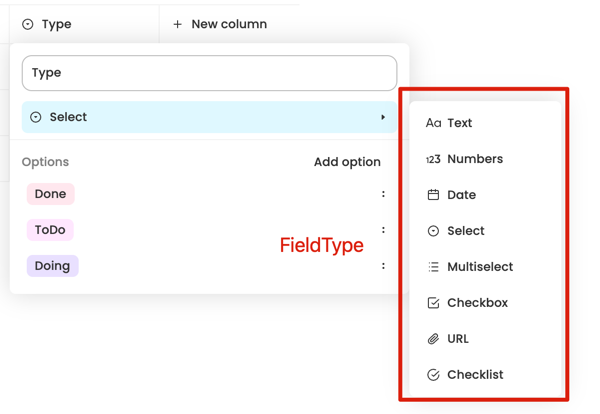 Type
New column
Type
Select
Options
Add option
Done
ToDo
Doing
FieldType
Aa Text
123 Numbers
Date
Select
Multiselect
Checkbox
URL
Checklist